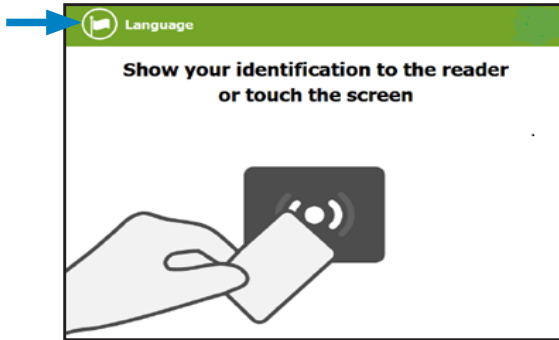 Language
Show your identification to the reader
or touch the screen